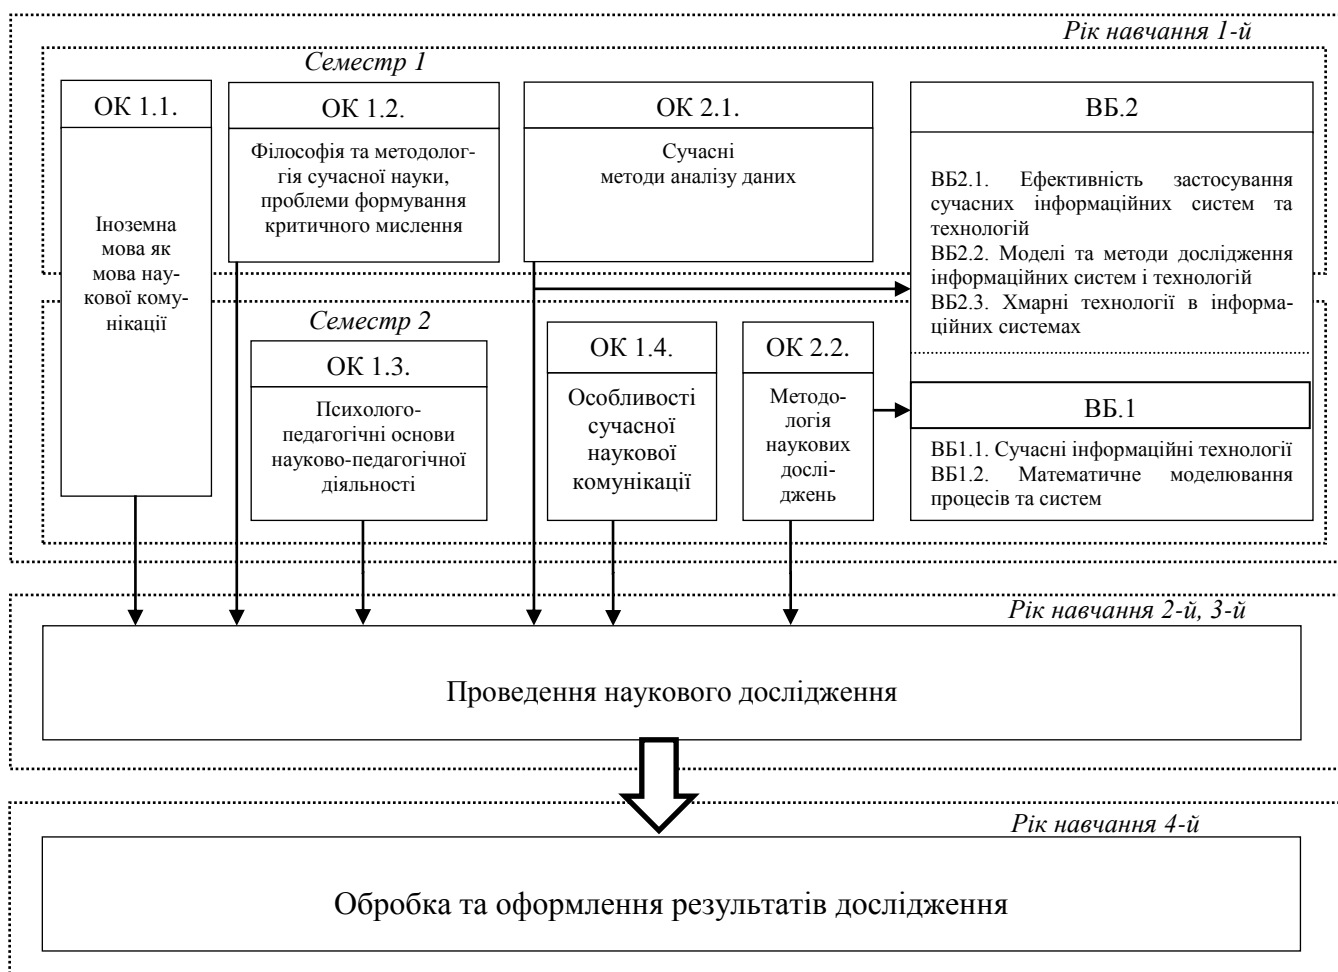 Рік навчання 1-й
Семестр 1
ОК 1.1.
Іноземна
мова як
мова нау-
кової кому-
нікації
ОК 1.2.
Філософія та методоло-
гія сучасної науки,
проблеми формування
критичного мислення
ОК 2.1.
Сучасні
методи аналізу даних
ВБ.2
ВБ2.1. Ефективність застосування
сучасних інформаційних систем та
технологій
ВБ2.2. Моделі та методи дослідження
інформаційних систем і технологій
ВБ2.3. Хмарні технології в інформа-
ційних системах
Семестр 2
ОК 1.3.
Психолого-
педагогічні основи
науково-педагогічної
діяльності
ОК 1.4.
Особливості
сучасної
наукової
комунікації
ОК 2.2.
Методо-
логія
наукових
дослі-
джень
ВБ.1
ВБ1.1. Сучасні інформаційні технології
ВБ1.2. Математичне моделювання
процесів та систем
Рік навчання 2-й, 3-й
Проведення наукового дослідження
Рік навчання 4-й
Обробка та оформлення результатів дослідження